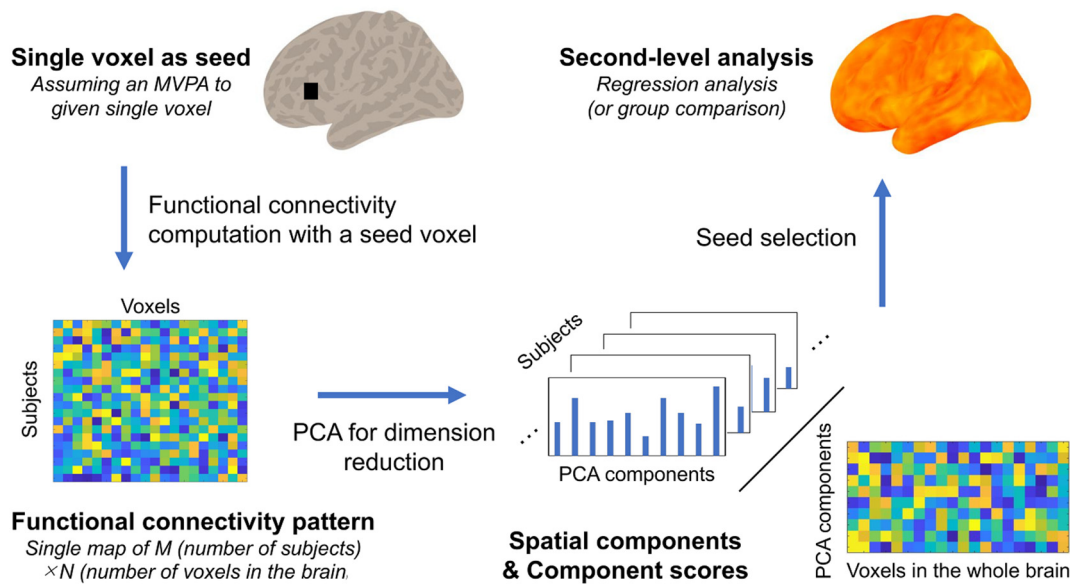 Single voxel as seed
Assuming an MVPA to
given single voxel
Functional connectivity
computation with a seed voxel
Voxels
Subjects
Functional connectivity pattern
Single map of M (number of subjects)
×N (number of voxels in the brain
PCA for dimension
reduction
Subjects
...
...
PCA components
Spatial components
& Component scores
PCA components
Voxels in the whole brain
Seed selection
Second-level analysis
Regression analysis
(or group comparison)